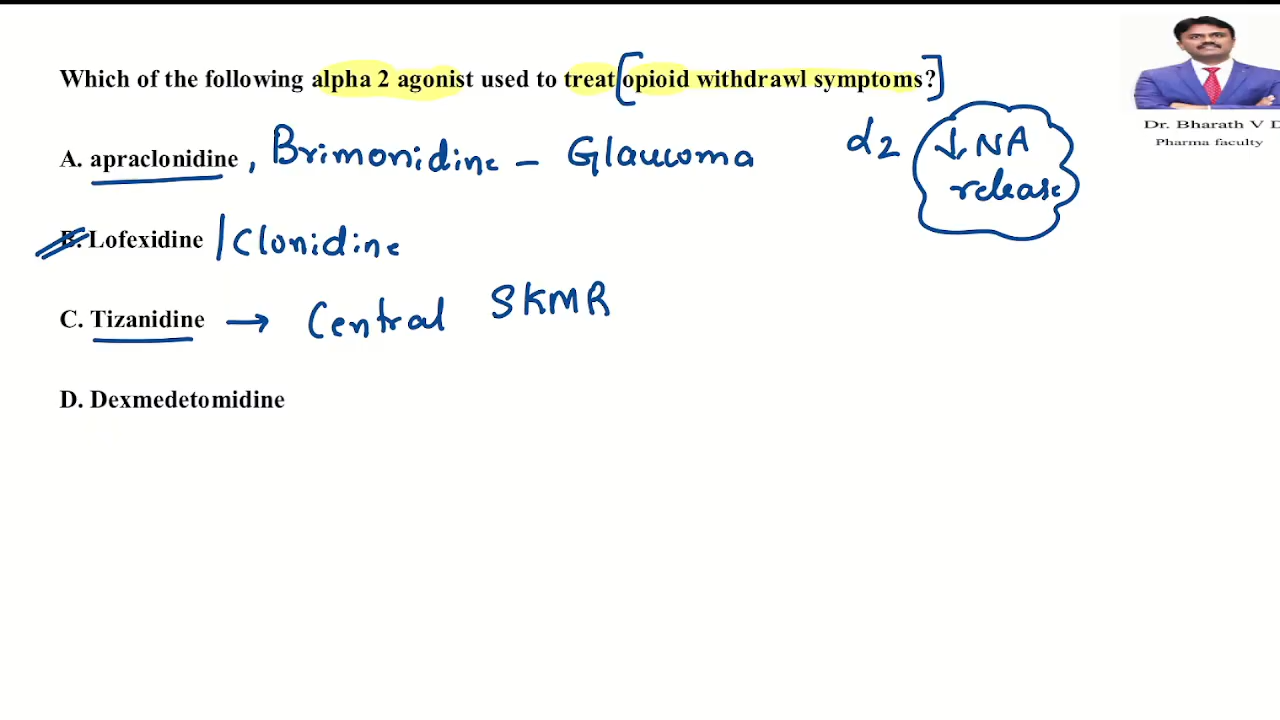 Which of the following alpha 2 agonist used to treat [opioid withdrawl symptoms?]
A. apraclonidine , Brimonidine – Glaucoma
α2 ↓ NA
release
B. Lofexidine / Clonidine
C. Tizanidine → Central SKMR
D. Dexmedetomidine
Dr. Bharath V D
Pharma faculty